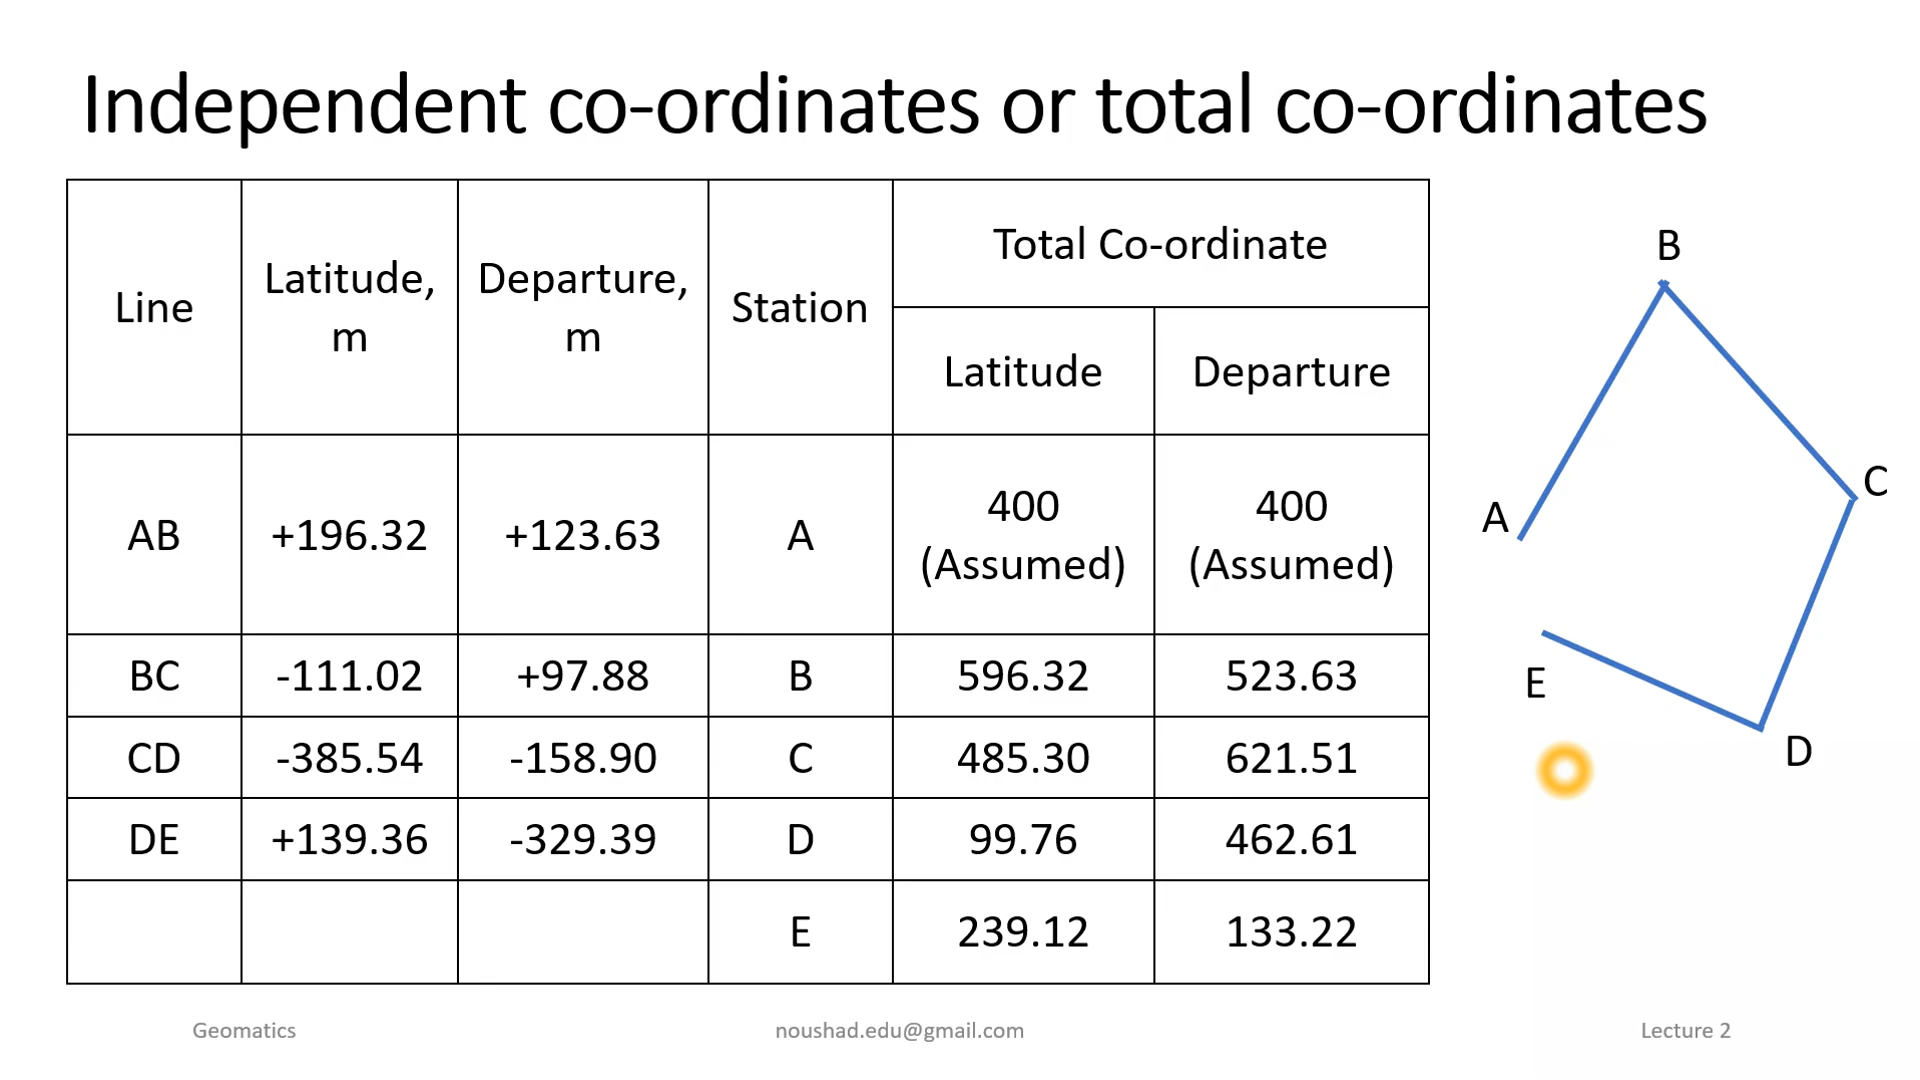 Independent co-ordinates or total co-ordinates
Line
Latitude,
m
Departure,
m
Station
Total Co-ordinate
Latitude
Departure
AB
+196.32
+123.63
A
400
(Assumed)
400
(Assumed)
BC
-111.02
+97.88
B
596.32
523.63
CD
-385.54
-158.90
C
485.30
621.51
DE
+139.36
-329.39
D
99.76
462.61
E
239.12
133.22
B
C
A
E
D
Geomatics
noushad.edu@gmail.com
Lecture 2